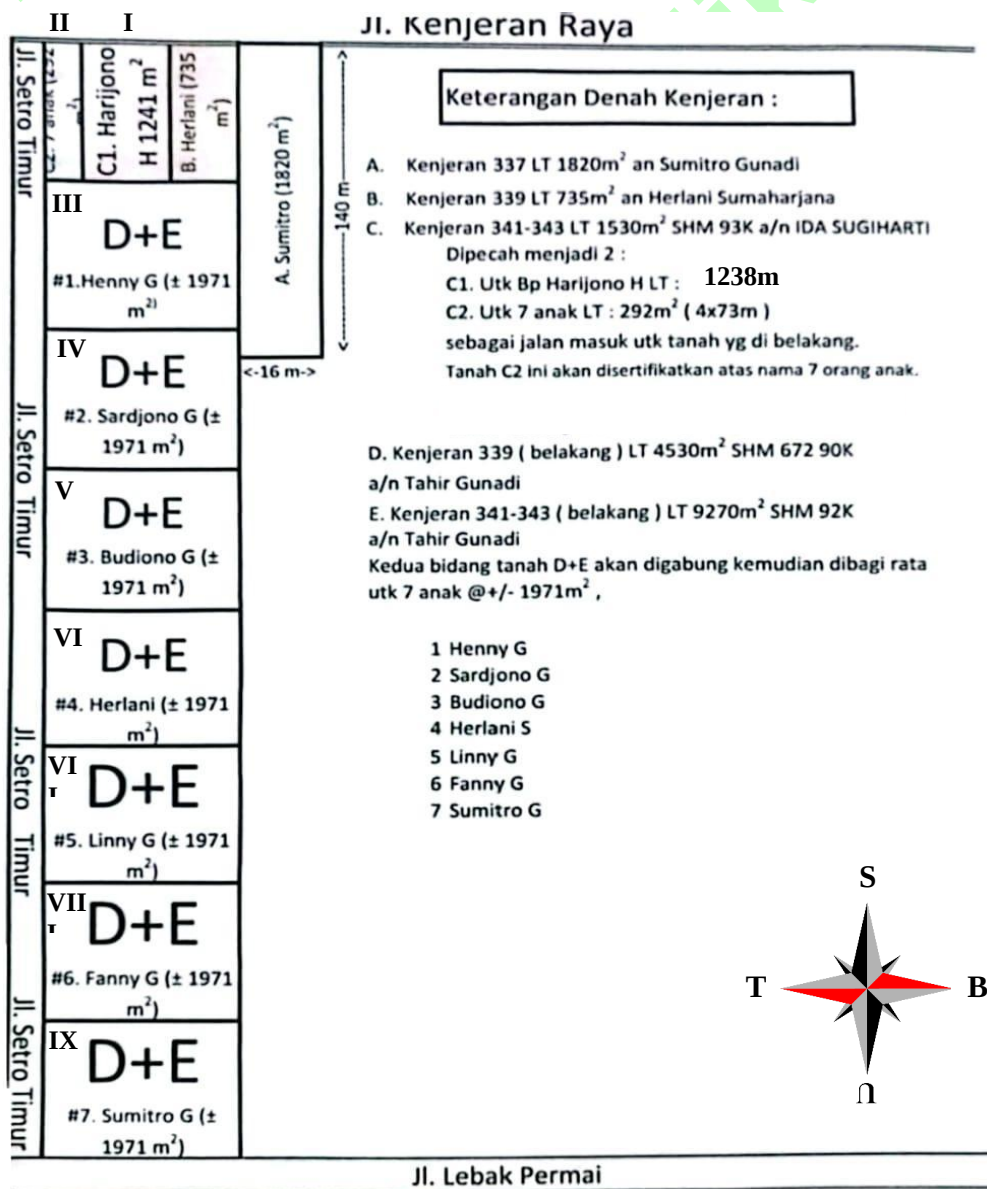 II I
Jl. Kenjeran Raya
Jl. Setro Timur
C2. 7 anak (292 m²)
C1. Harijono H 1241 m²
B. Herlani (735 m²)
A. Sumitro (1820 m²)
<-----------------140 m----------------->
<-16 m->
III
D+E
#1.Henny G (± 1971
m²⁾
IV
D+E
#2. Sardjono G (±
1971 m²)
Jl. Setro Timur
V
D+E
#3. Budiono G (±
1971 m²)
VI
D+E
#4. Herlani (± 1971
m²)
Jl. Setro Timur
VI
I
D+E
#5. Linny G (± 1971
m²)
VII
I
D+E
#6. Fanny G (± 1971
m²)
Jl. Setro Timur
IX
D+E
#7. Sumitro G (±
1971 m²)
Keterangan Denah Kenjeran :
A. Kenjeran 337 LT 1820m² an Sumitro Gunadi
B. Kenjeran 339 LT 735m² an Herlani Sumaharjana
C. Kenjeran 341-343 LT 1530m² SHM 93K a/n IDA SUGIHARTI
Dipecah menjadi 2 :
C1. Utk Bp Harijono H LT : 1238m
C2. Utk 7 anak LT : 292m² ( 4x73m )
sebagai jalan masuk utk tanah yg di belakang.
Tanah C2 ini akan disertifikatkan atas nama 7 orang anak.
D. Kenjeran 339 ( belakang ) LT 4530m² SHM 672 90K
a/n Tahir Gunadi
E. Kenjeran 341-343 ( belakang ) LT 9270m² SHM 92K
a/n Tahir Gunadi
Kedua bidang tanah D+E akan digabung kemudian dibagi rata
utk 7 anak @+/- 1971m² ,
1 Henny G
2 Sardjono G
3 Budiono G
4 Herlani S
5 Linny G
6 Fanny G
7 Sumitro G
S
T B
U
Jl. Lebak Permai